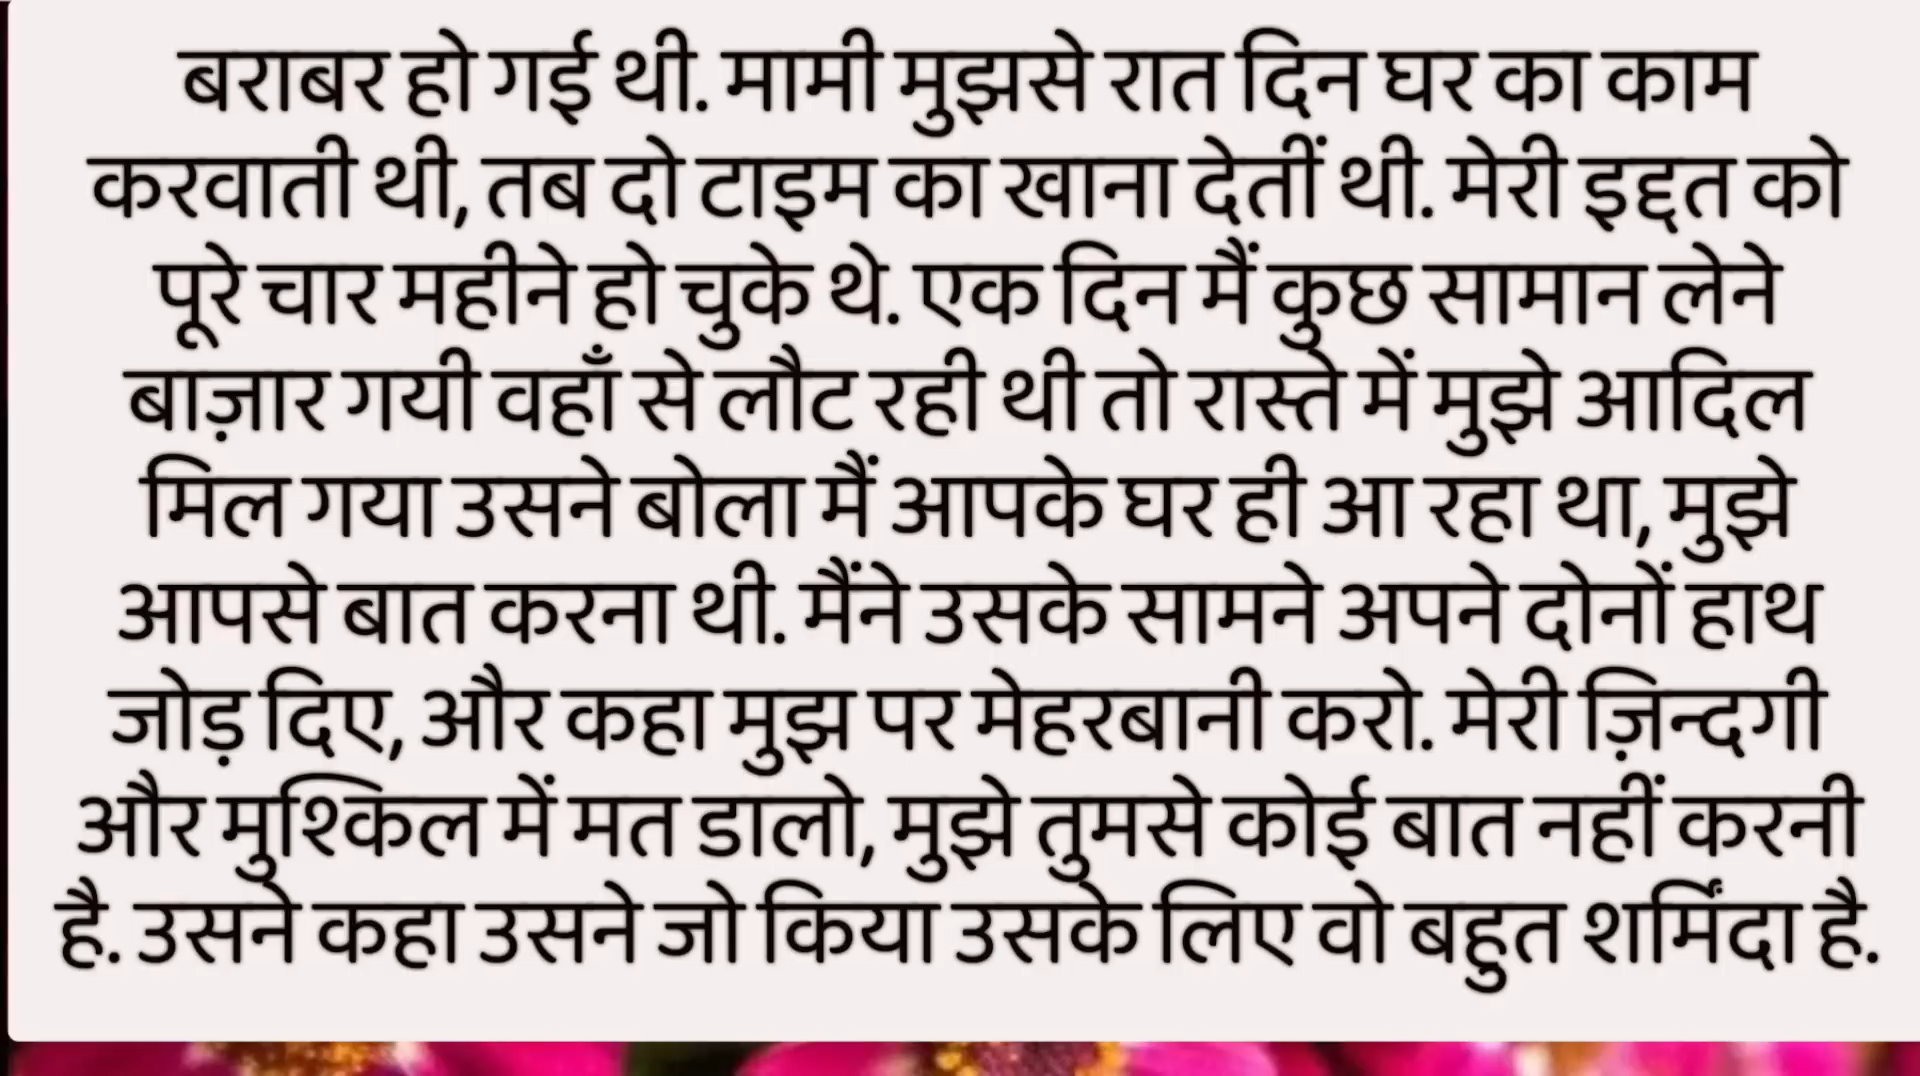 बराबर हो गई थी. मामी मुझसे रात दिन घर का काम
करवाती थी, तब दो टाइम का खाना देतीं थी. मेरी इद्दत को
पूरे चार महीने हो चुके थे. एक दिन मैं कुछ सामान लेने
बाज़ार गयी वहाँ से लौट रही थी तो रास्ते में मुझे आदिल
मिल गया उसने बोला मैं आपके घर ही आ रहा था, मुझे
आपसे बात करना थी. मैंने उसके सामने अपने दोनों हाथ
जोड़ दिए, और कहा मुझ पर मेहरबानी करो. मेरी ज़िन्दगी
और मुश्किल में मत डालो, मुझे तुमसे कोई बात नहीं करनी
है. उसने कहा उसने जो किया उसके लिए वो बहुत शर्मिंदा है.